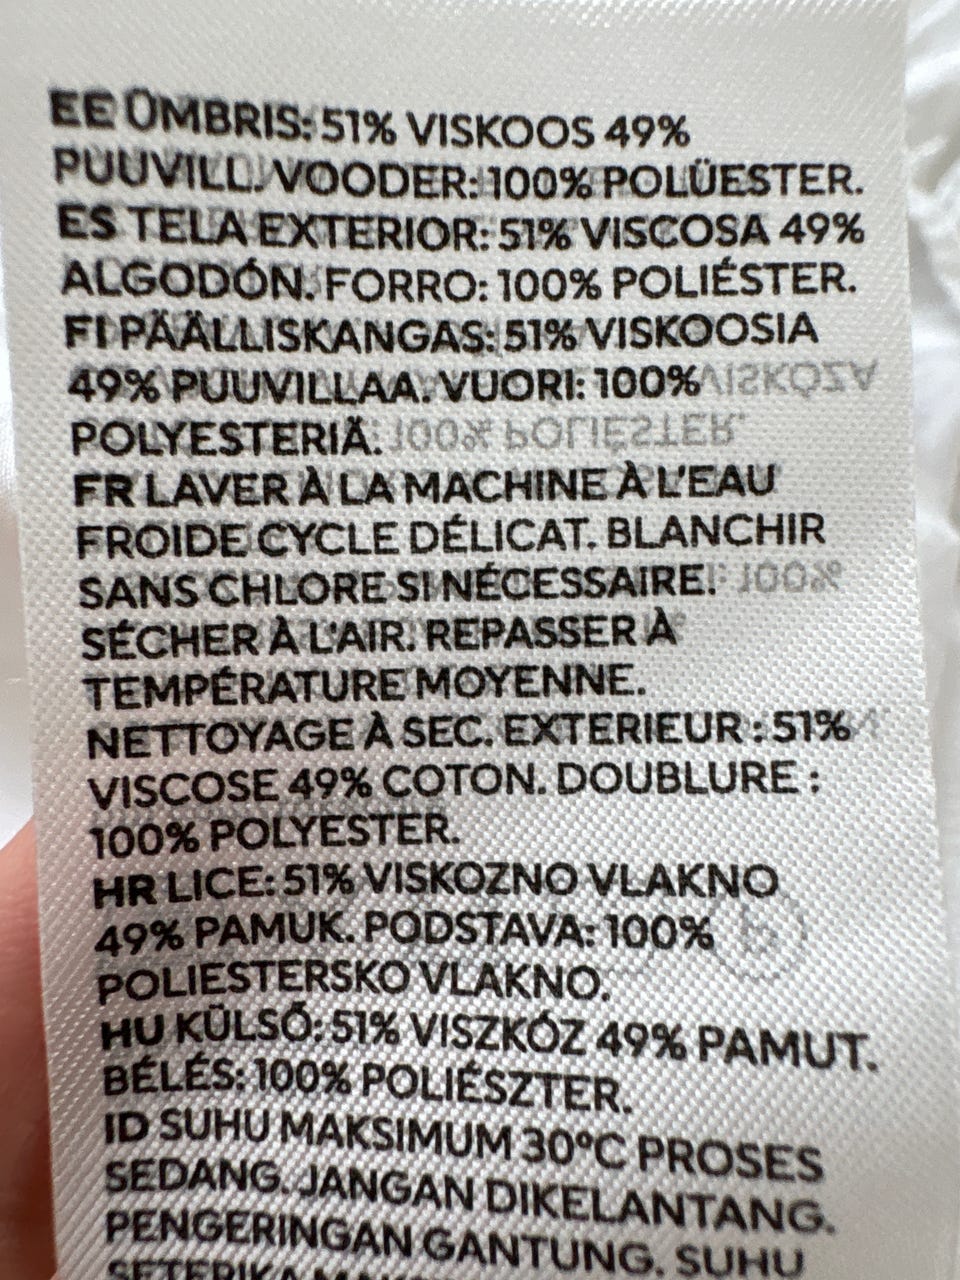 EE ÜMBRIS: 51% VISKOOS 49%
PUUVILL. VOODER: 100% POLÜESTER.
ES TELA EXTERIOR: 51% VISCOSA 49%
ALGODÓN. FORRO: 100% POLIÉSTER.
FI PÄÄLLISKANGAS: 51% VISKOOSIA
49% PUUVILLAA. VUORI: 100%
POLYESTERIÄ.
FR LAVER À LA MACHINE À L'EAU
FROIDE CYCLE DÉLICAT. BLANCHIR
SANS CHLORE SI NÉCESSAIRE.
SÉCHER À L'AIR. REPASSER À
TEMPÉRATURE MOYENNE.
NETTOYAGE À SEC. EXTERIEUR : 51%
VISCOSE 49% COTON. DOUBLURE :
100% POLYESTER.
HR LICE: 51% VISKOZNO VLAKNO
49% PAMUK. PODSTAVA: 100%
POLIESTERSKO VLAKNO.
HU KÜLSŐ: 51% VISZKÓZ 49% PAMUT.
BÉLÉS: 100% POLIÉSZTER.
ID SUHU MAKSIMUM 30°C PROSES
SEDANG. JANGAN DIKELANTANG.
PENGERINGAN GANTUNG. SUHU
SETERIKA